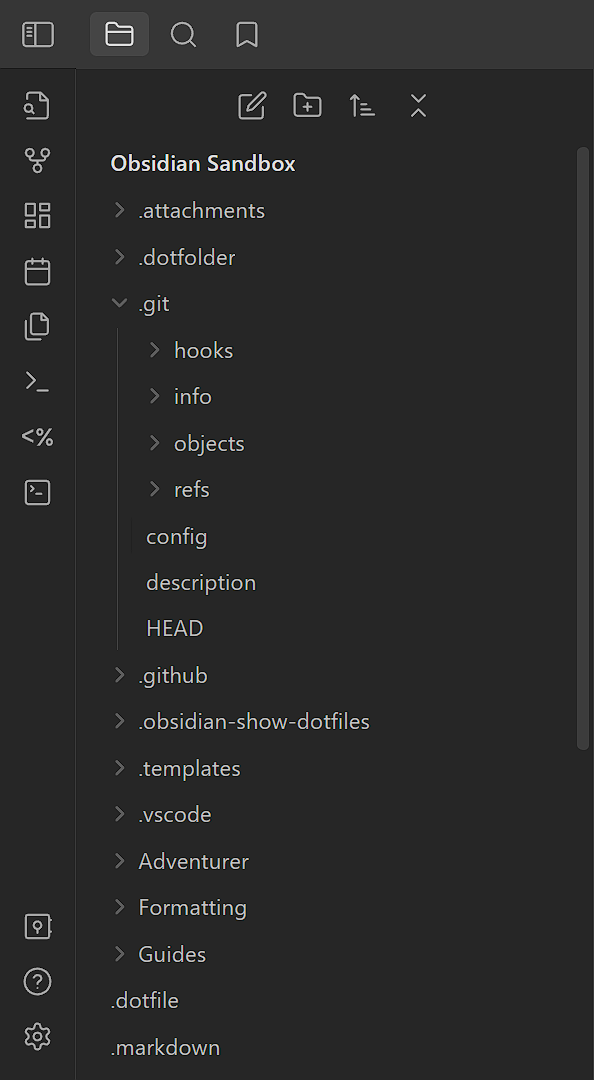 Obsidian Sandbox
.attachments
.dotfolder
.git
hooks
info
objects
refs
config
description
HEAD
.github
.obsidian-show-dotfiles
.templates
.vscode
Adventurer
Formatting
Guides
.dotfile
.markdown